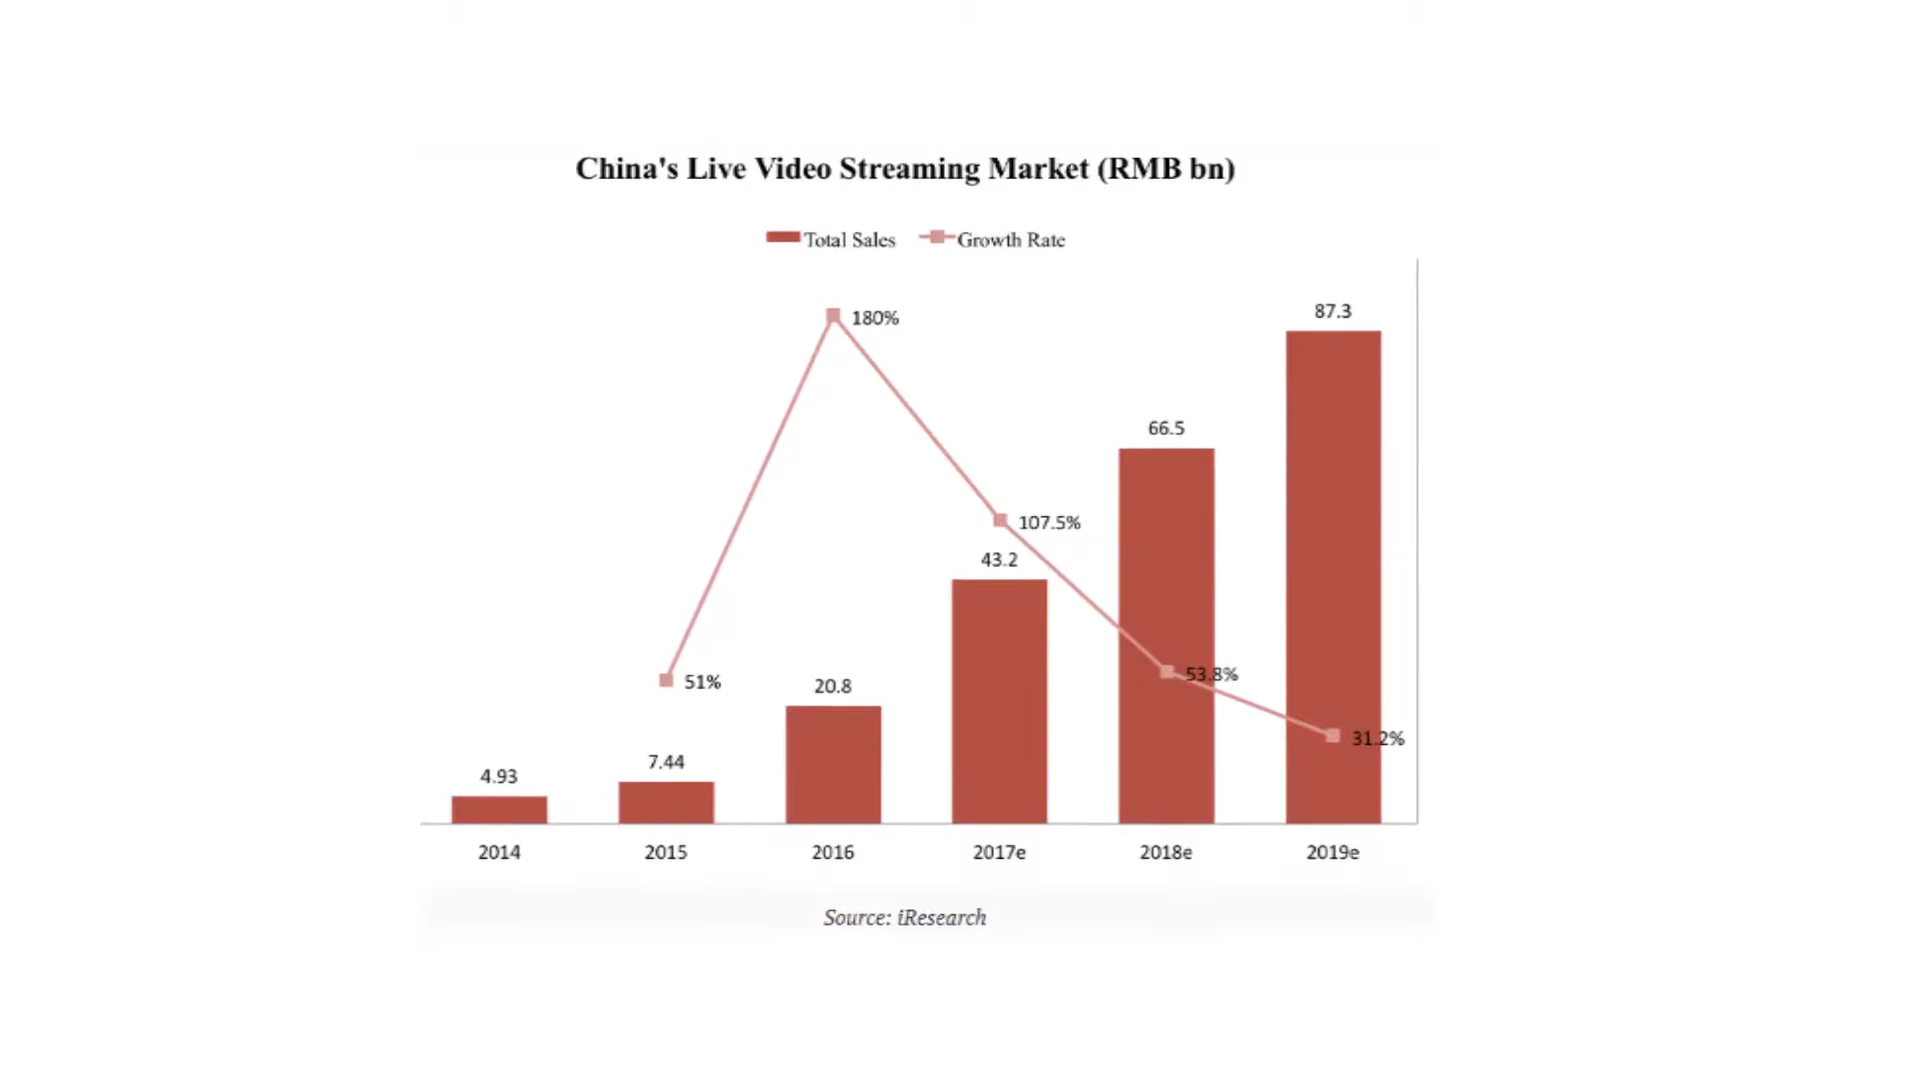 China's Live Video Streaming Market (RMB bn)
Total Sales Growth Rate
87.3
180%
66.5
107.5%
43.2
53.8%
51%
20.8
31.2%
7.44
4.93
2014 2015 2016 2017e 2018e 2019e
Source: iResearch